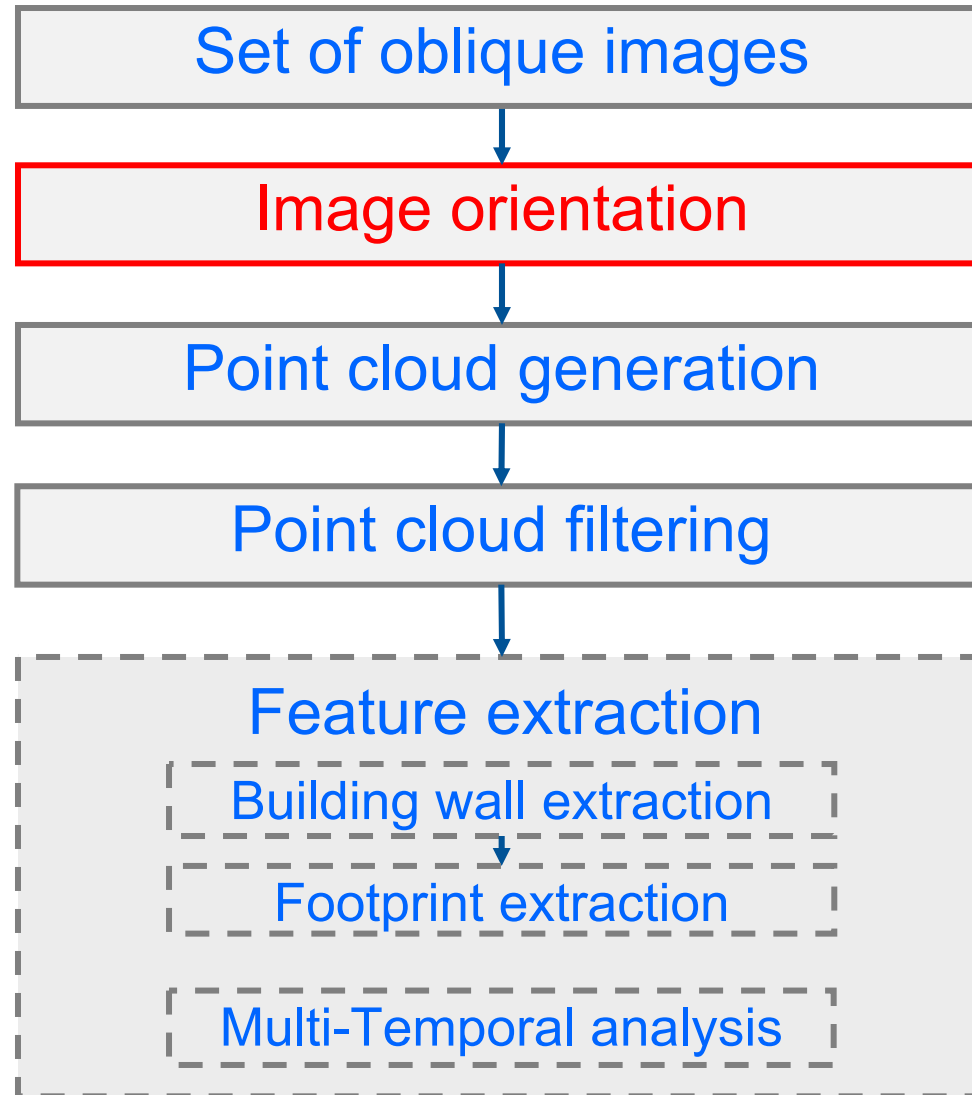 Set of oblique images
Image orientation
Point cloud generation
Point cloud filtering
Feature extraction
Building wall extraction
Footprint extraction
Multi-Temporal analysis